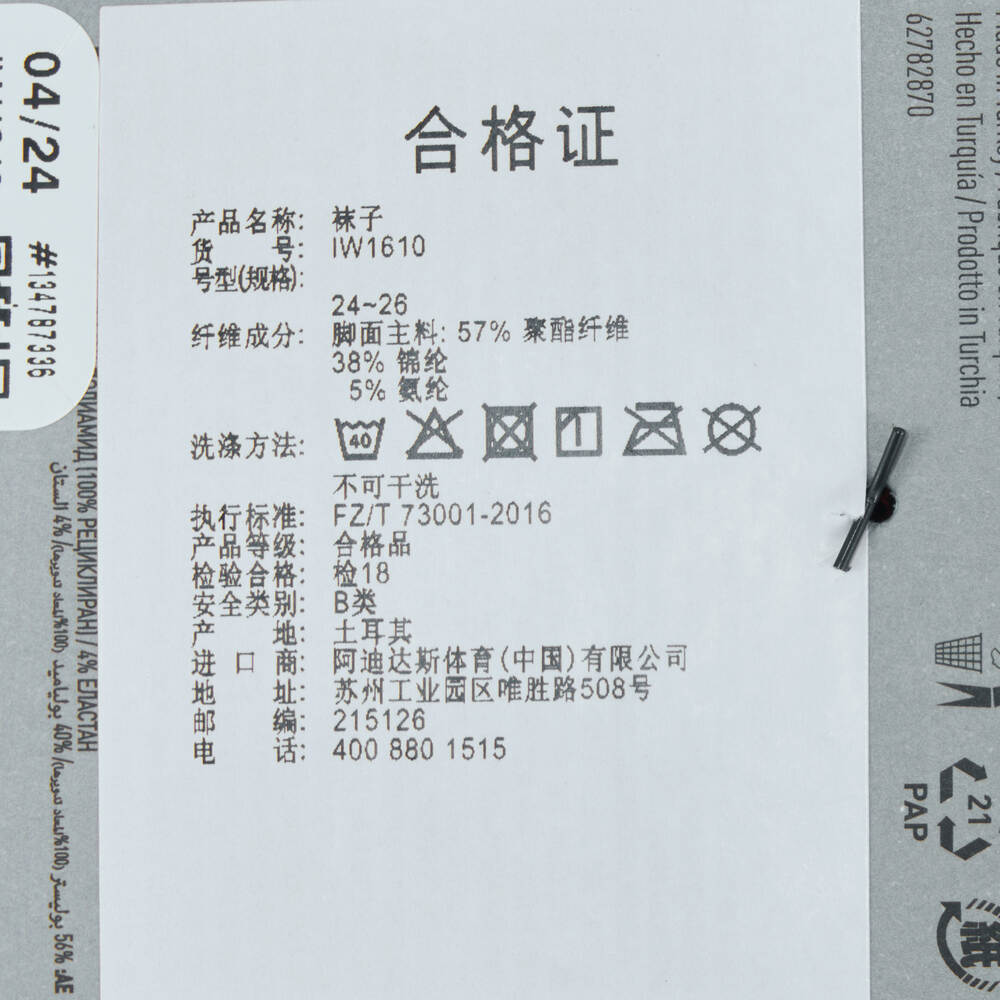 合格证
产品名称: 袜子
货 号: IW1610
号型(规格):
24~26
纤维成分: 脚面主料: 57% 聚酯纤维
38% 锦纶
5% 氨纶
洗涤方法: 40
不可干洗
执行标准: FZ/T 73001-2016
产品等级: 合格品
检验合格: 检18
安全类别: B类
产 地: 土耳其
进 口 商: 阿迪达斯体育(中国)有限公司
地 址: 苏州工业园区唯胜路508号
邮 编: 215126
电 话: 400 880 1515
04/24
#134787336
(100% РЕЦИКЛИРАН) / 4% ЕЛАСТАН
Hecho en Turquía / Prodotto in Turchia
62782870
21
PAP
紙